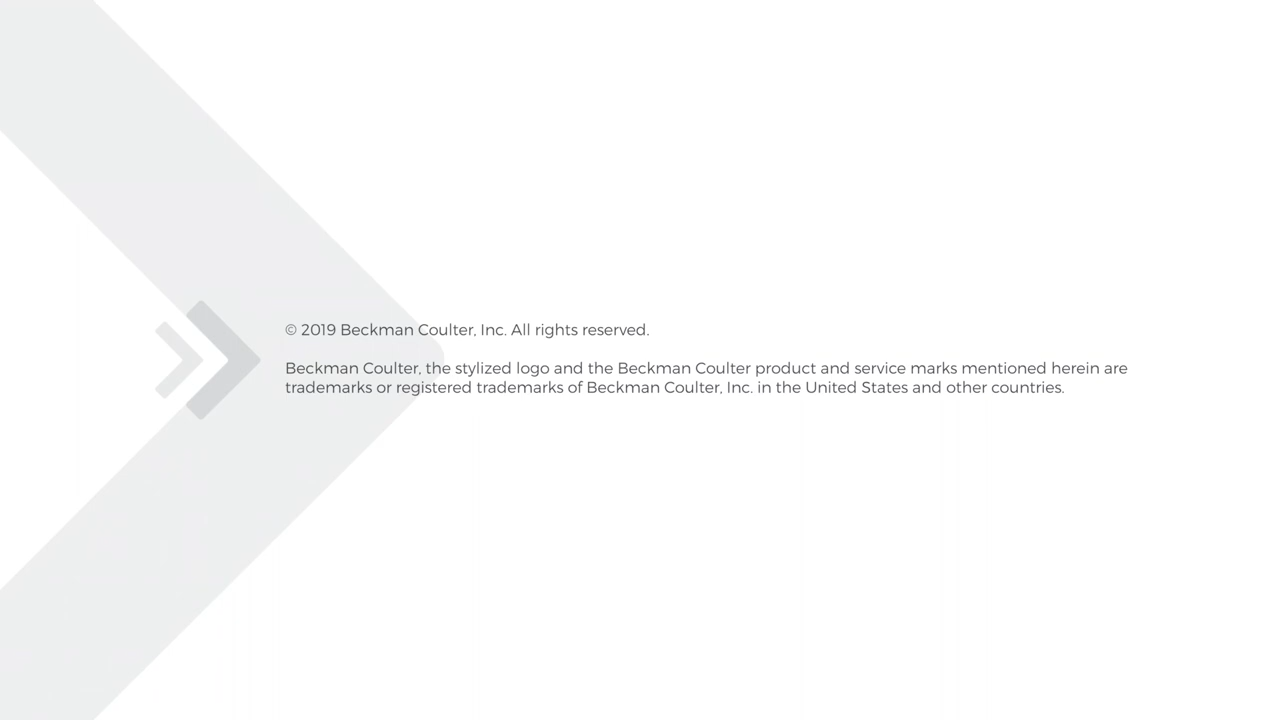 © 2019 Beckman Coulter, Inc. All rights reserved.
Beckman Coulter, the stylized logo and the Beckman Coulter product and service marks mentioned herein are
trademarks or registered trademarks of Beckman Coulter, Inc. in the United States and other countries.